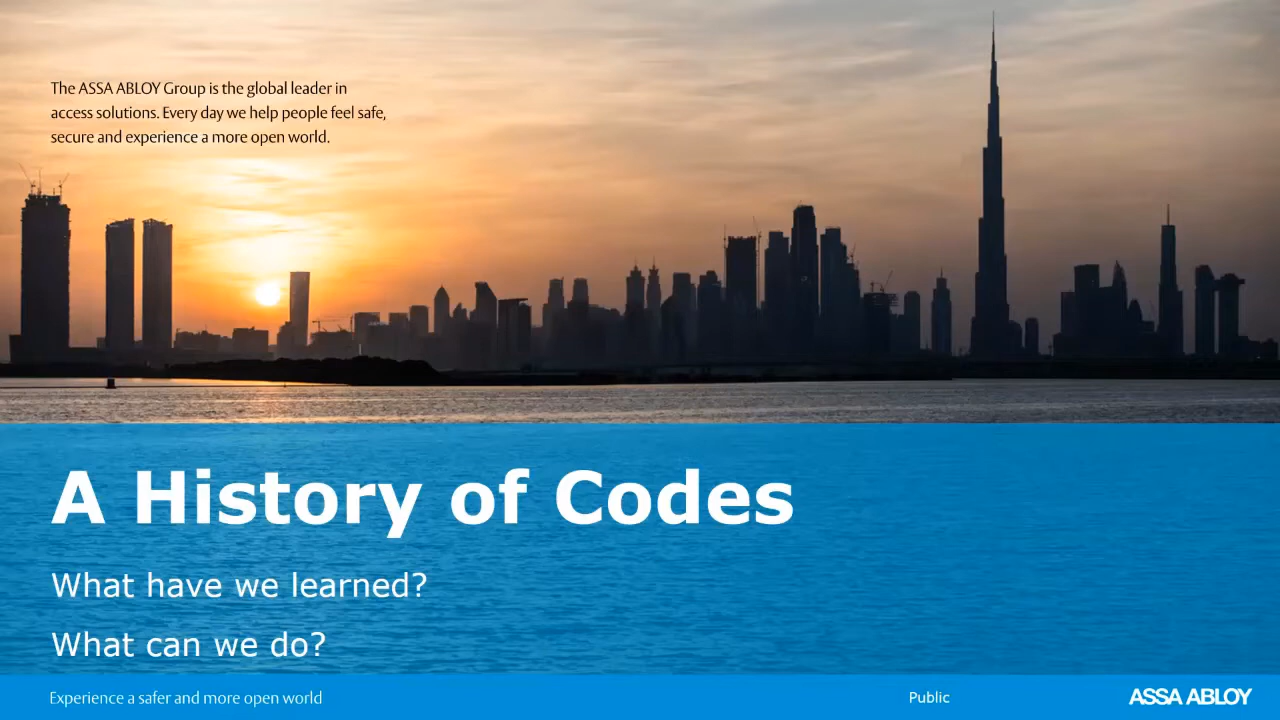 The ASSA ABLOY Group is the global leader in
access solutions. Every day we help people feel safe,
secure and experience a more open world.
A History of Codes
What have we learned?
What can we do?
Experience a safer and more open world
Public
ASSA ABLOY